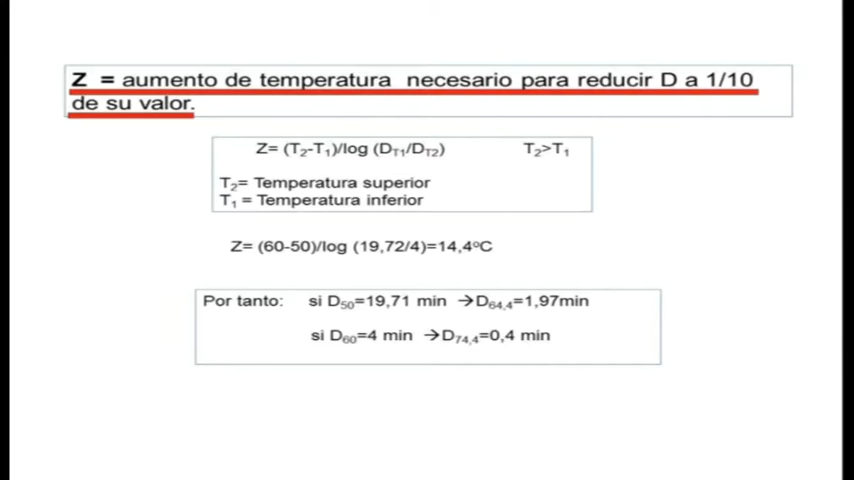 Z = aumento de temperatura necesario para reducir D a 1/10
de su valor.
Z= (T₂-T₁)/log (D_T1/D_T2) T₂>T₁
T₂= Temperatura superior
T₁ = Temperatura inferior
Z= (60-50)/log (19,72/4)=14,4ºC
Por tanto: si D₅₀=19,71 min →D₆₄,₄=1,97min
si D₆₀=4 min →D₇₄,₄=0,4 min